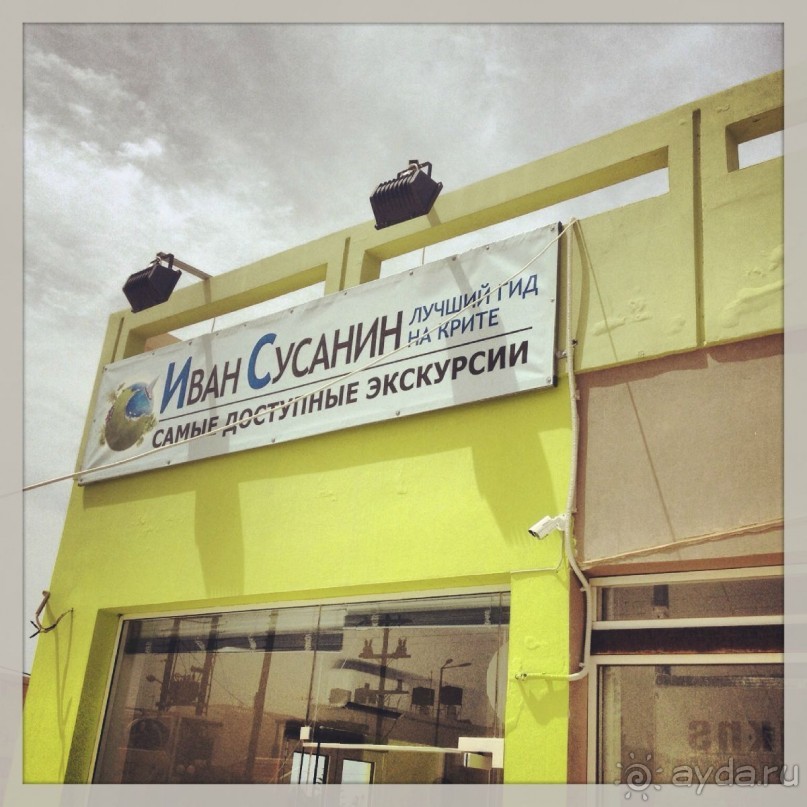 Иван Сусанин
ЛУЧШИЙ ГИД
НА КРИТЕ
САМЫЕ ДОСТУПНЫЕ ЭКСКУРСИИ
ayda.ru